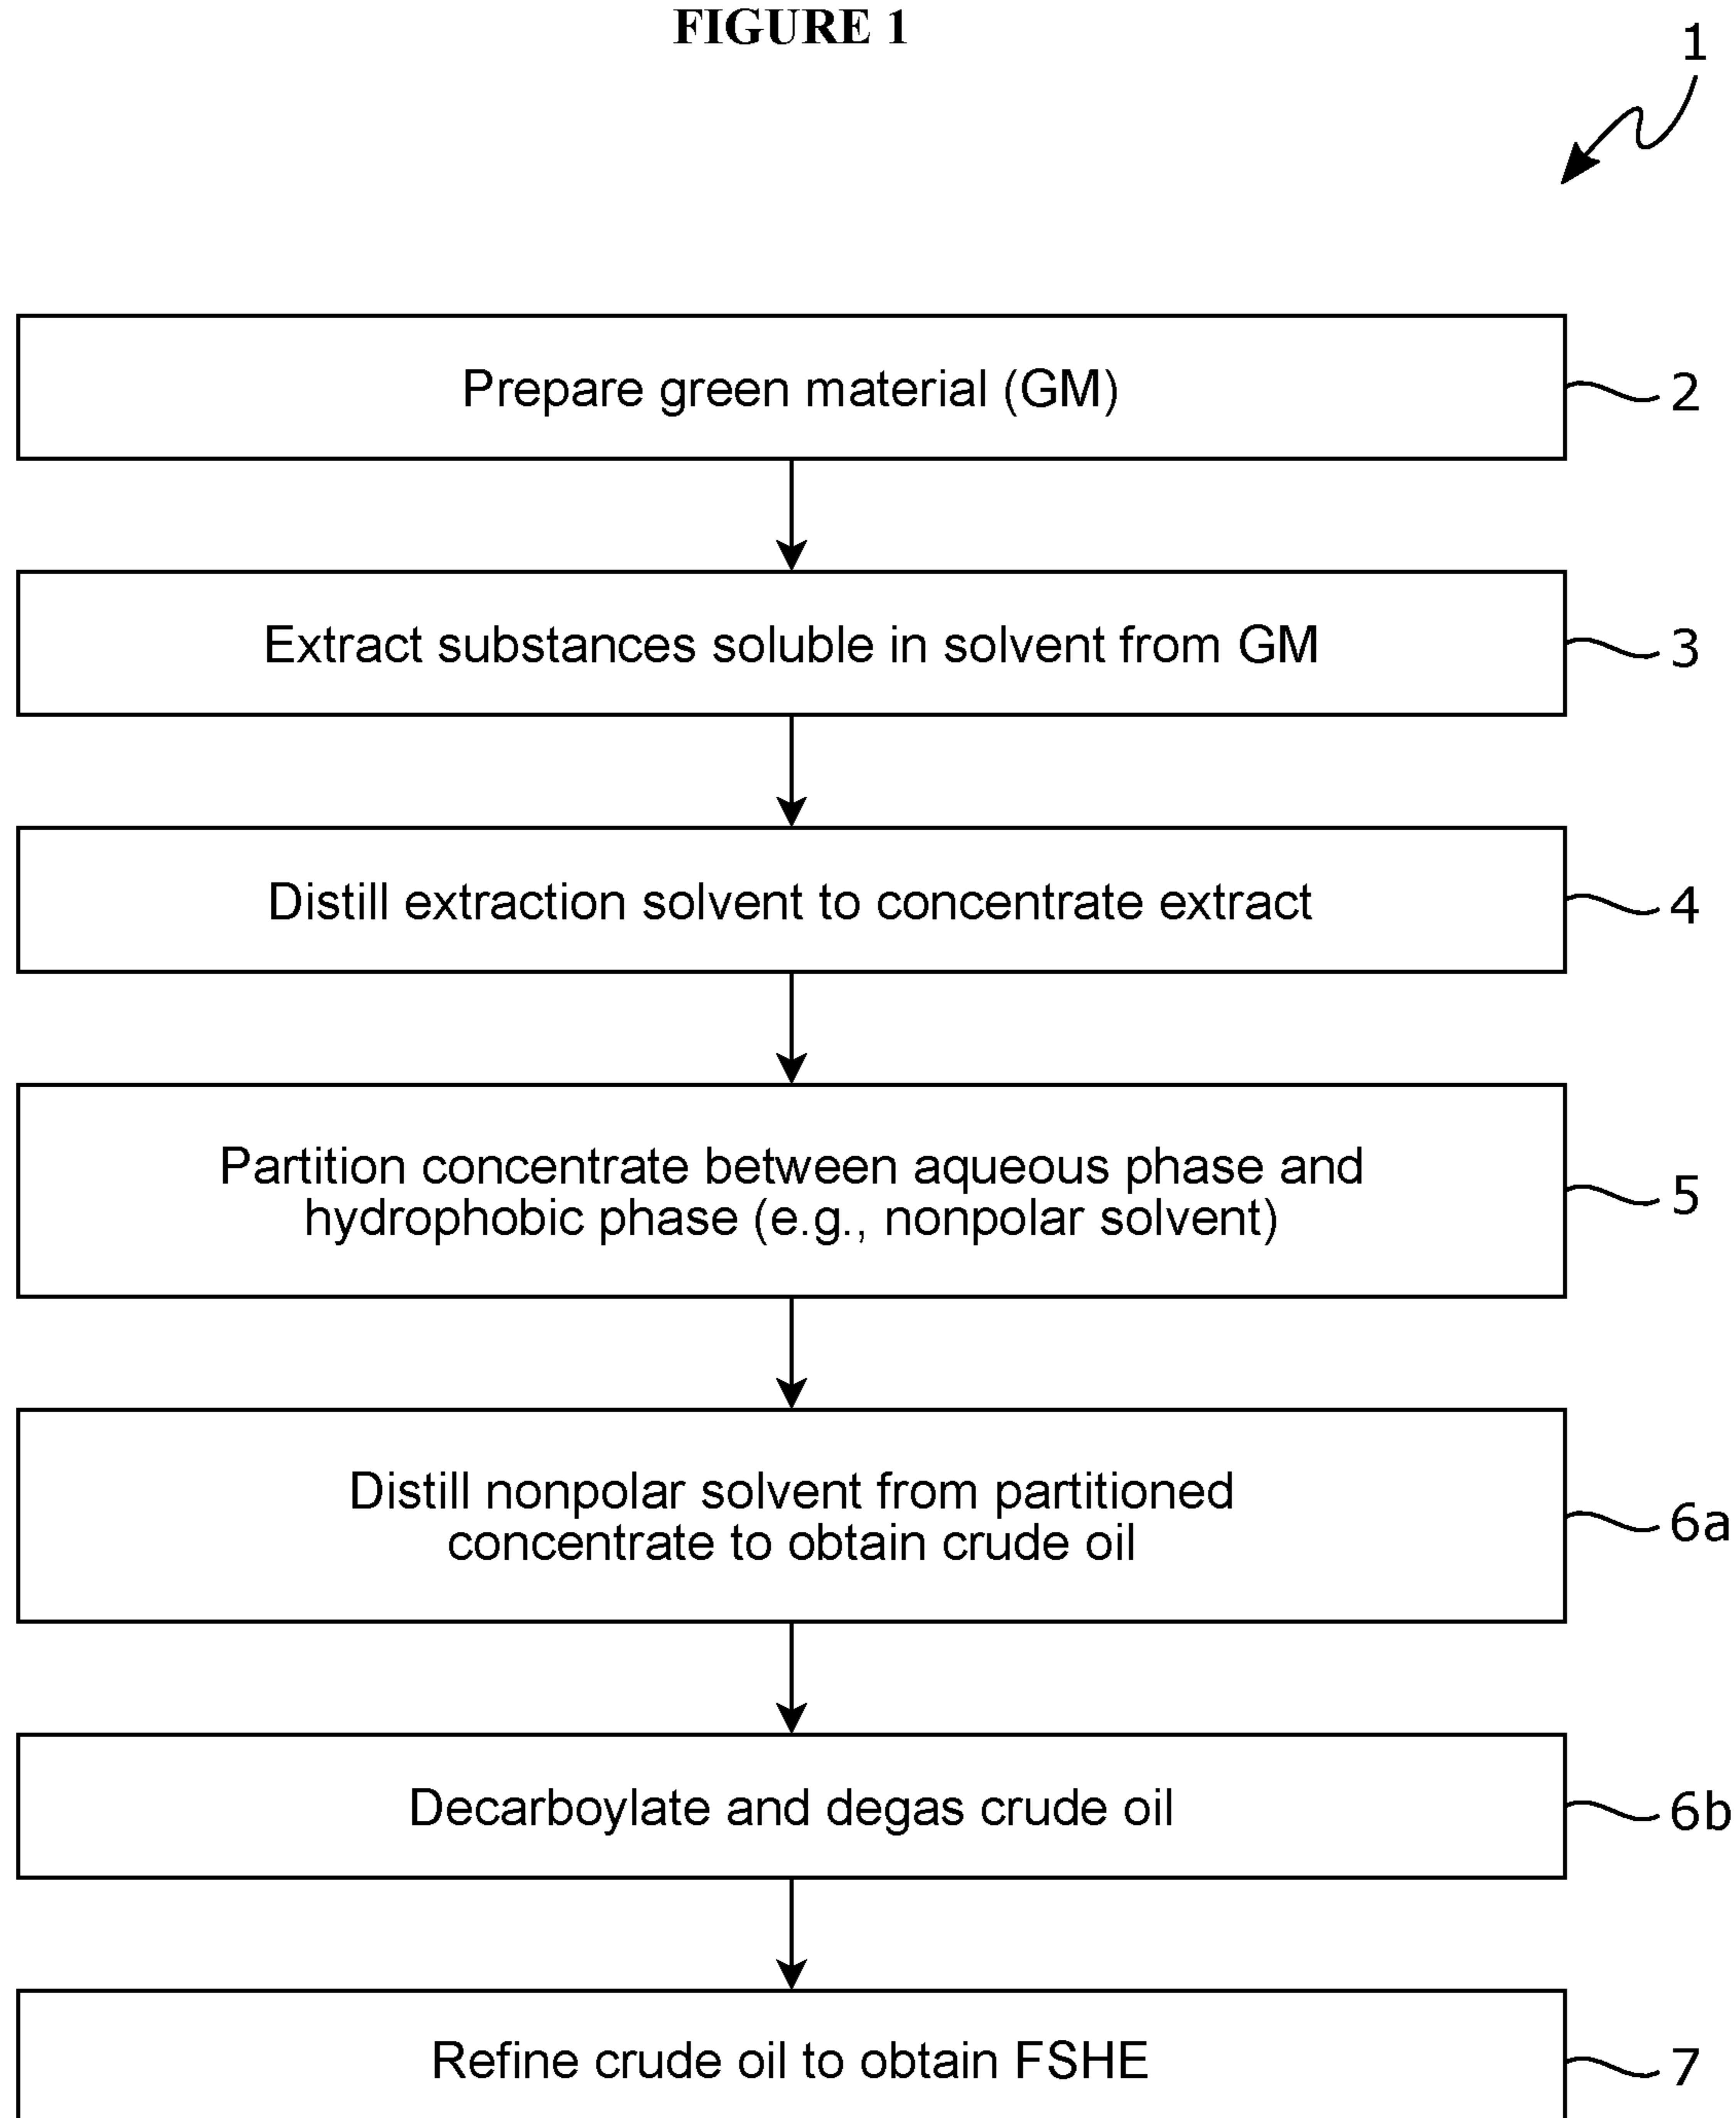 FIGURE 1
1
Prepare green material (GM)
2
Extract substances soluble in solvent from GM
3
Distill extraction solvent to concentrate extract
4
Partition concentrate between aqueous phase and
hydrophobic phase (e.g., nonpolar solvent)
5
Distill nonpolar solvent from partitioned
concentrate to obtain crude oil
6a
Decarboylate and degas crude oil
6b
Refine crude oil to obtain FSHE
7